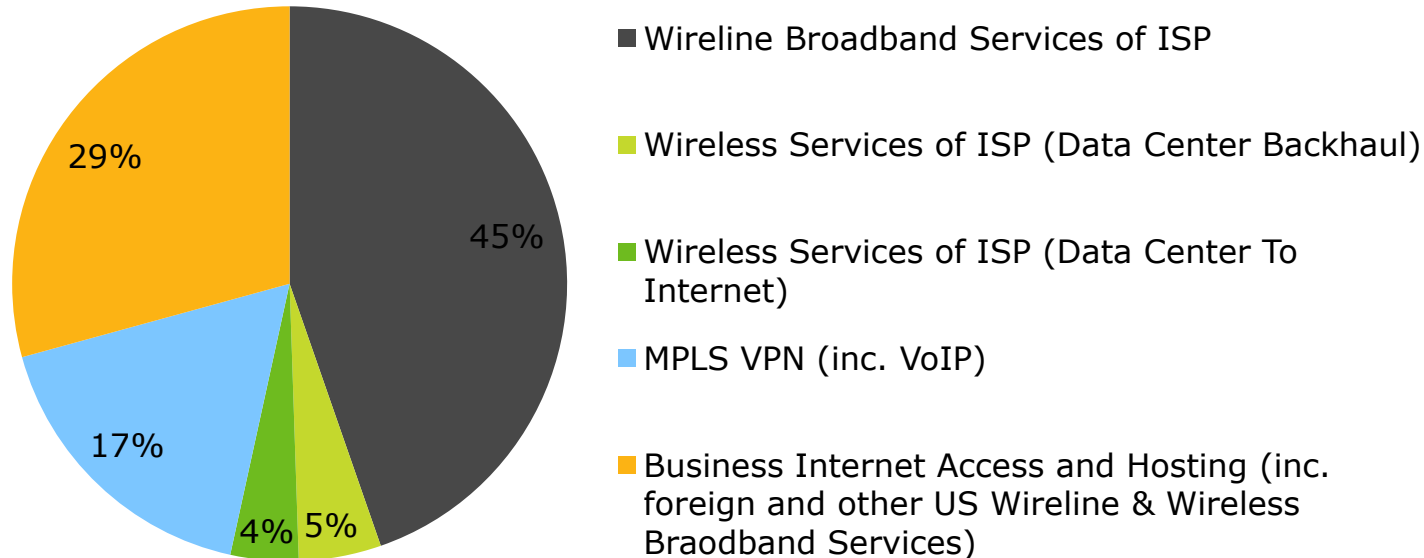 Wireline Broadband Services of ISP
29%
Wireless Services of ISP (Data Center Backhaul)
45%
Wireless Services of ISP (Data Center To
Internet)
MPLS VPN (inc. VoIP)
17%
Business Internet Access and Hosting (inc.
foreign and other US Wireline & Wireless
Braodband Services)
4%
5%